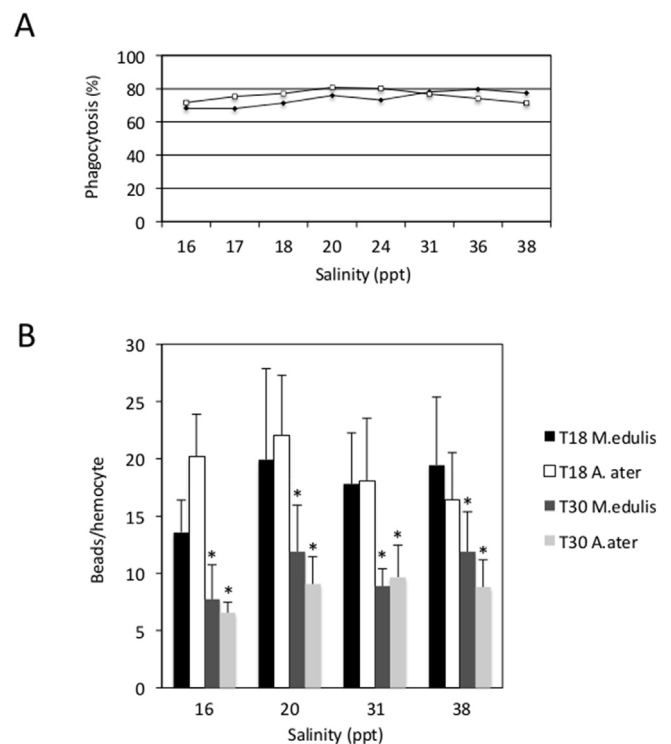 A
Phagocytosis (%)
100
80
60
40
20
0
16 17 18 20 24 31 36 38
Salinity (ppt)
B
Beads/hemocyte
30
25
20
15
10
5
0
* * * * * * * *
16 20 31 38
Salinity (ppt)
T18 M.edulis
T18 A. ater
T30 M.edulis
T30 A.ater